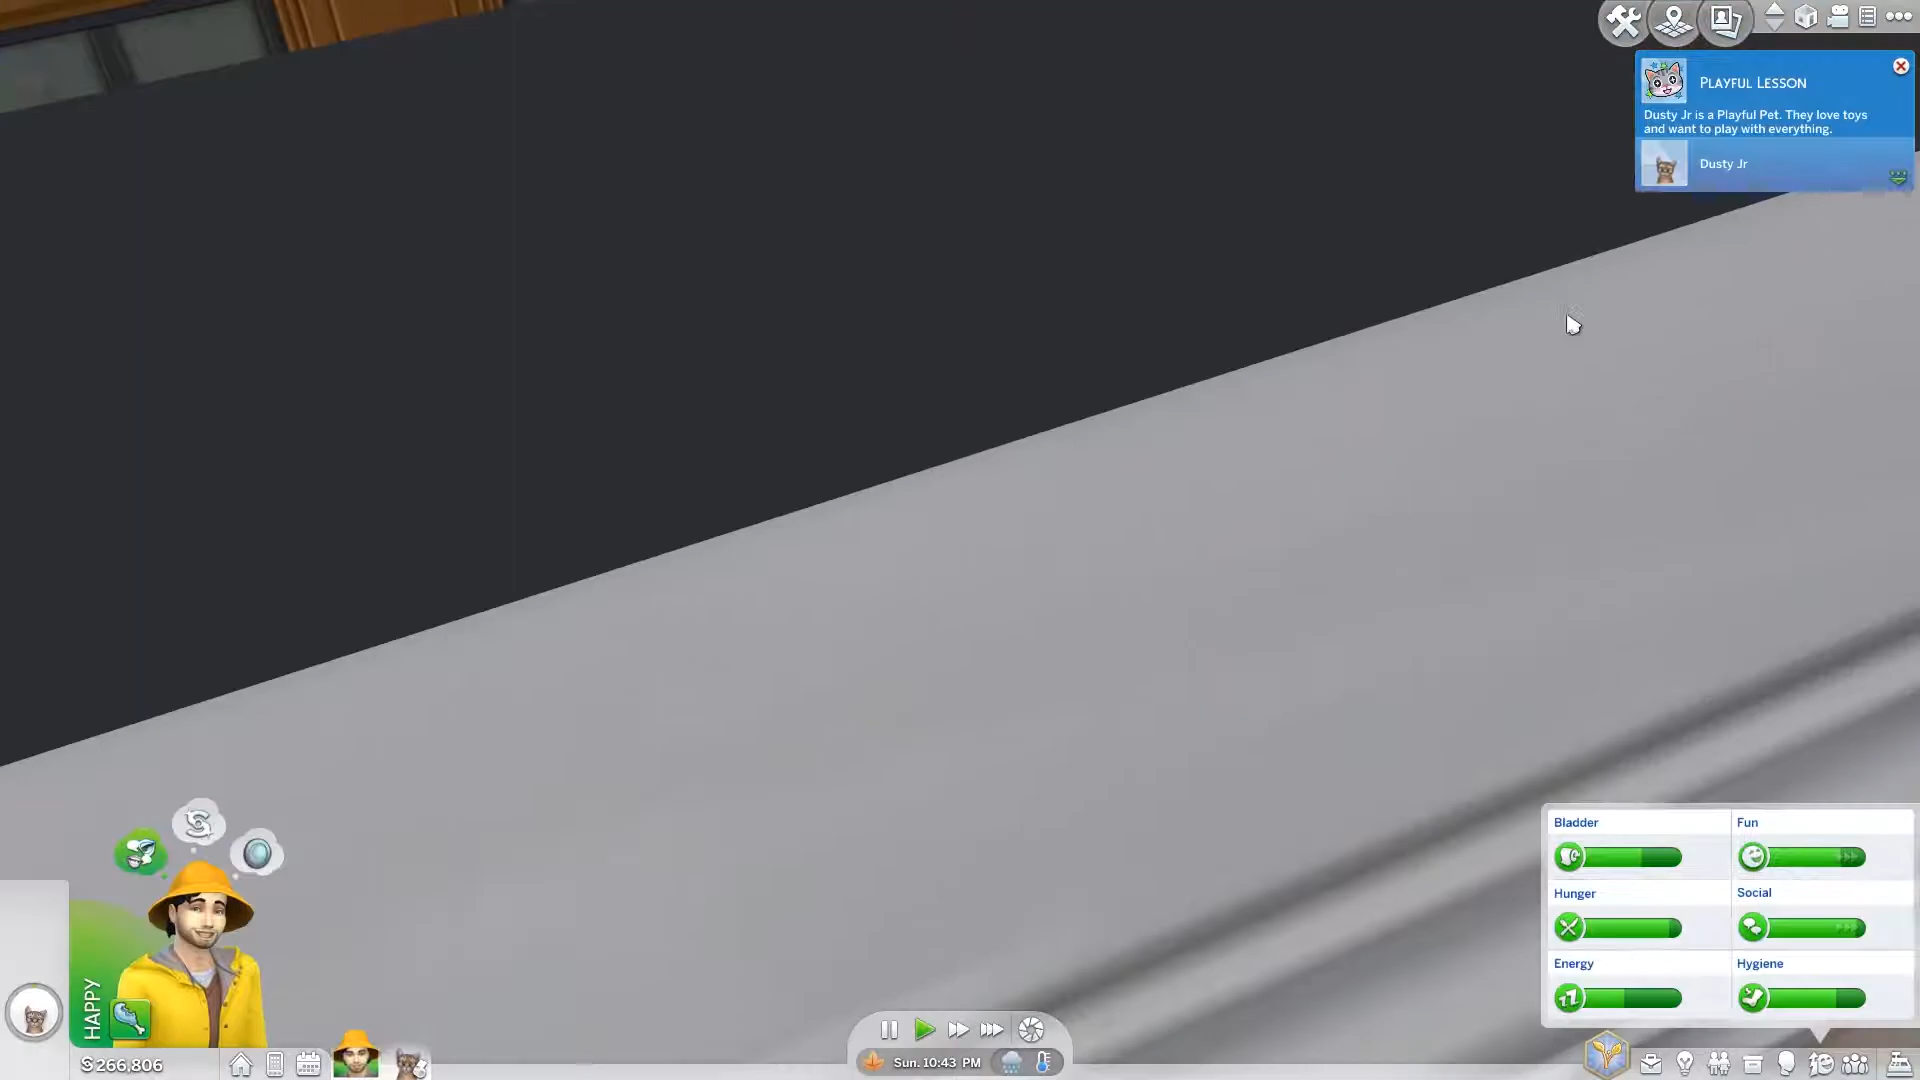 PLAYFUL LESSON
Dusty Jr is a Playful Pet. They love toys
and want to play with everything.
Dusty Jr
Bladder
Fun
Hunger
Social
Energy
Hygiene
HAPPY
§266,806
Sun. 10:43 PM